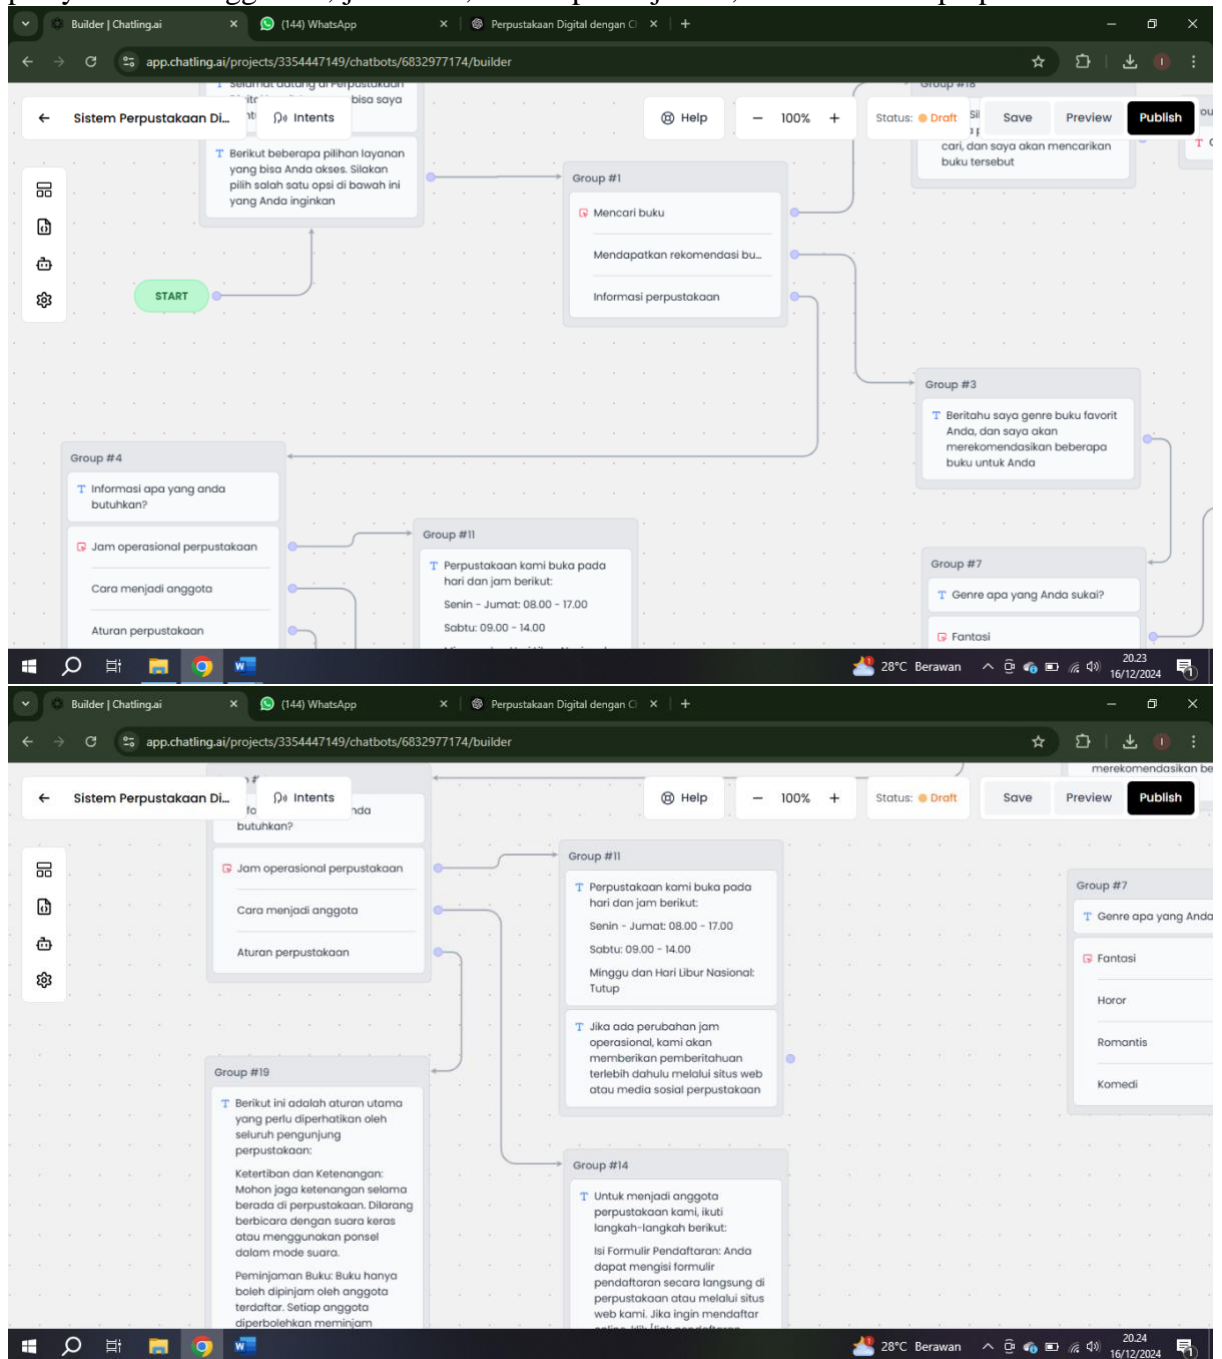 Builder | Chatling.ai
(144) WhatsApp
Perpustakaan Digital dengan C
app.chatling.ai/projects/3354447149/chatbots/6832977174/builder
Sistem Perpustakaan Di...
Intents
Help
100%
Status: Draft
Save
Preview
Publish
bisa saya
Berikut beberapa pilihan layanan
yang bisa Anda akses. Silakan
pilih salah satu opsi di bawah ini
yang Anda inginkan
START
Group #1
Mencari buku
Mendapatkan rekomendasi bu...
Informasi perpustakaan
Group #18
cari, dan saya akan mencarikan
buku tersebut
Group #3
Beritahu saya genre buku favorit
Anda, dan saya akan
merekomendasikan beberapa
buku untuk Anda
Group #4
Informasi apa yang anda
butuhkan?
Jam operasional perpustakaan
Cara menjadi anggota
Aturan perpustakaan
Group #11
Perpustakaan kami buka pada
hari dan jam berikut:
Senin - Jumat: 08.00 - 17.00
Sabtu: 09.00 - 14.00
Group #7
Genre apa yang Anda sukai?
Fantasi
28°C Berawan
20.23
16/12/2024
Builder | Chatling.ai
(144) WhatsApp
Perpustakaan Digital dengan C
app.chatling.ai/projects/3354447149/chatbots/6832977174/builder
Sistem Perpustakaan Di...
Intents
Help
100%
Status: Draft
Save
Preview
Publish
merekomendasikan be
butuhkan?
Jam operasional perpustakaan
Cara menjadi anggota
Aturan perpustakaan
Group #11
Perpustakaan kami buka pada
hari dan jam berikut:
Senin - Jumat: 08.00 - 17.00
Sabtu: 09.00 - 14.00
Minggu dan Hari Libur Nasional:
Tutup
Jika ada perubahan jam
operasional, kami akan
memberikan pemberitahuan
terlebih dahulu melalui situs web
atau media sosial perpustakaan
Group #7
Genre apa yang Anda
Fantasi
Horor
Romantis
Komedi
Group #19
Berikut ini adalah aturan utama
yang perlu diperhatikan oleh
seluruh pengunjung
perpustakaan:
Ketertiban dan Ketenangan:
Mohon jaga ketenangan selama
berada di perpustakaan. Dilarang
berbicara dengan suara keras
atau menggunakan ponsel
dalam mode suara.
Peminjaman Buku: Buku hanya
boleh dipinjam oleh anggota
terdaftar. Setiap anggota
diperbolehkan meminjam
Group #14
Untuk menjadi anggota
perpustakaan kami, ikuti
langkah-langkah berikut:
Isi Formulir Pendaftaran: Anda
dapat mengisi formulir
pendaftaran secara langsung di
perpustakaan atau melalui situs
web kami. Jika ingin mendaftar
28°C Berawan
20.24
16/12/2024